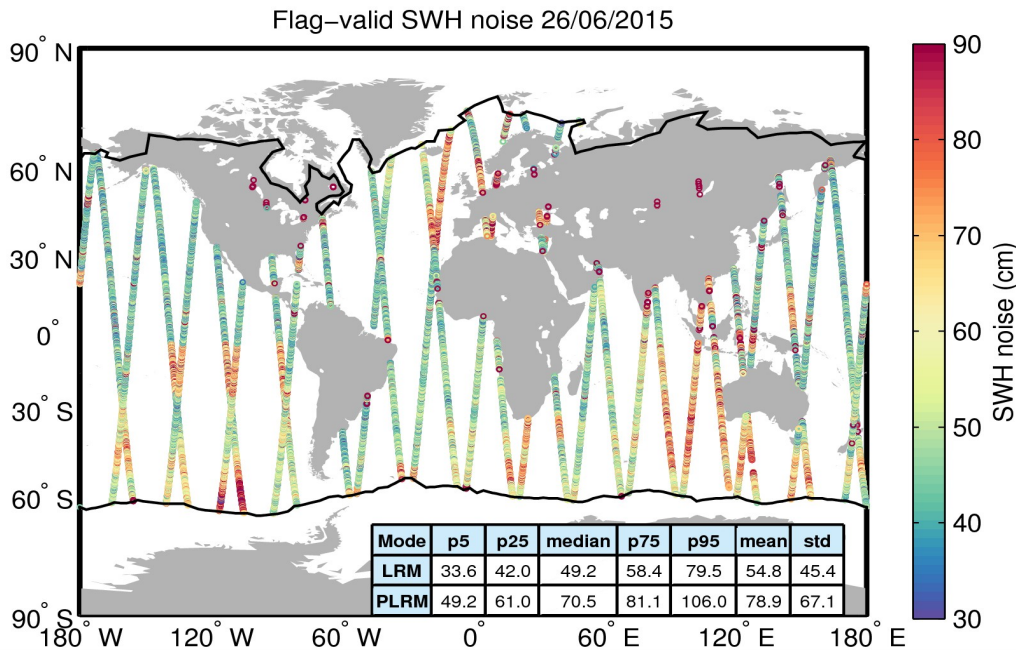 Flag−valid SWH noise 26/06/2015
90° N
60° N
30° N
0°
30° S
60° S
90° S
180° W
120° W
60° W
0°
60° E
120° E
180° E
Mode p5 p25 median p75 p95 mean std
LRM 33.6 42.0 49.2 58.4 79.5 54.8 45.4
PLRM 49.2 61.0 70.5 81.1 106.0 78.9 67.1
90
80
70
60
50
40
30
SWH noise (cm)